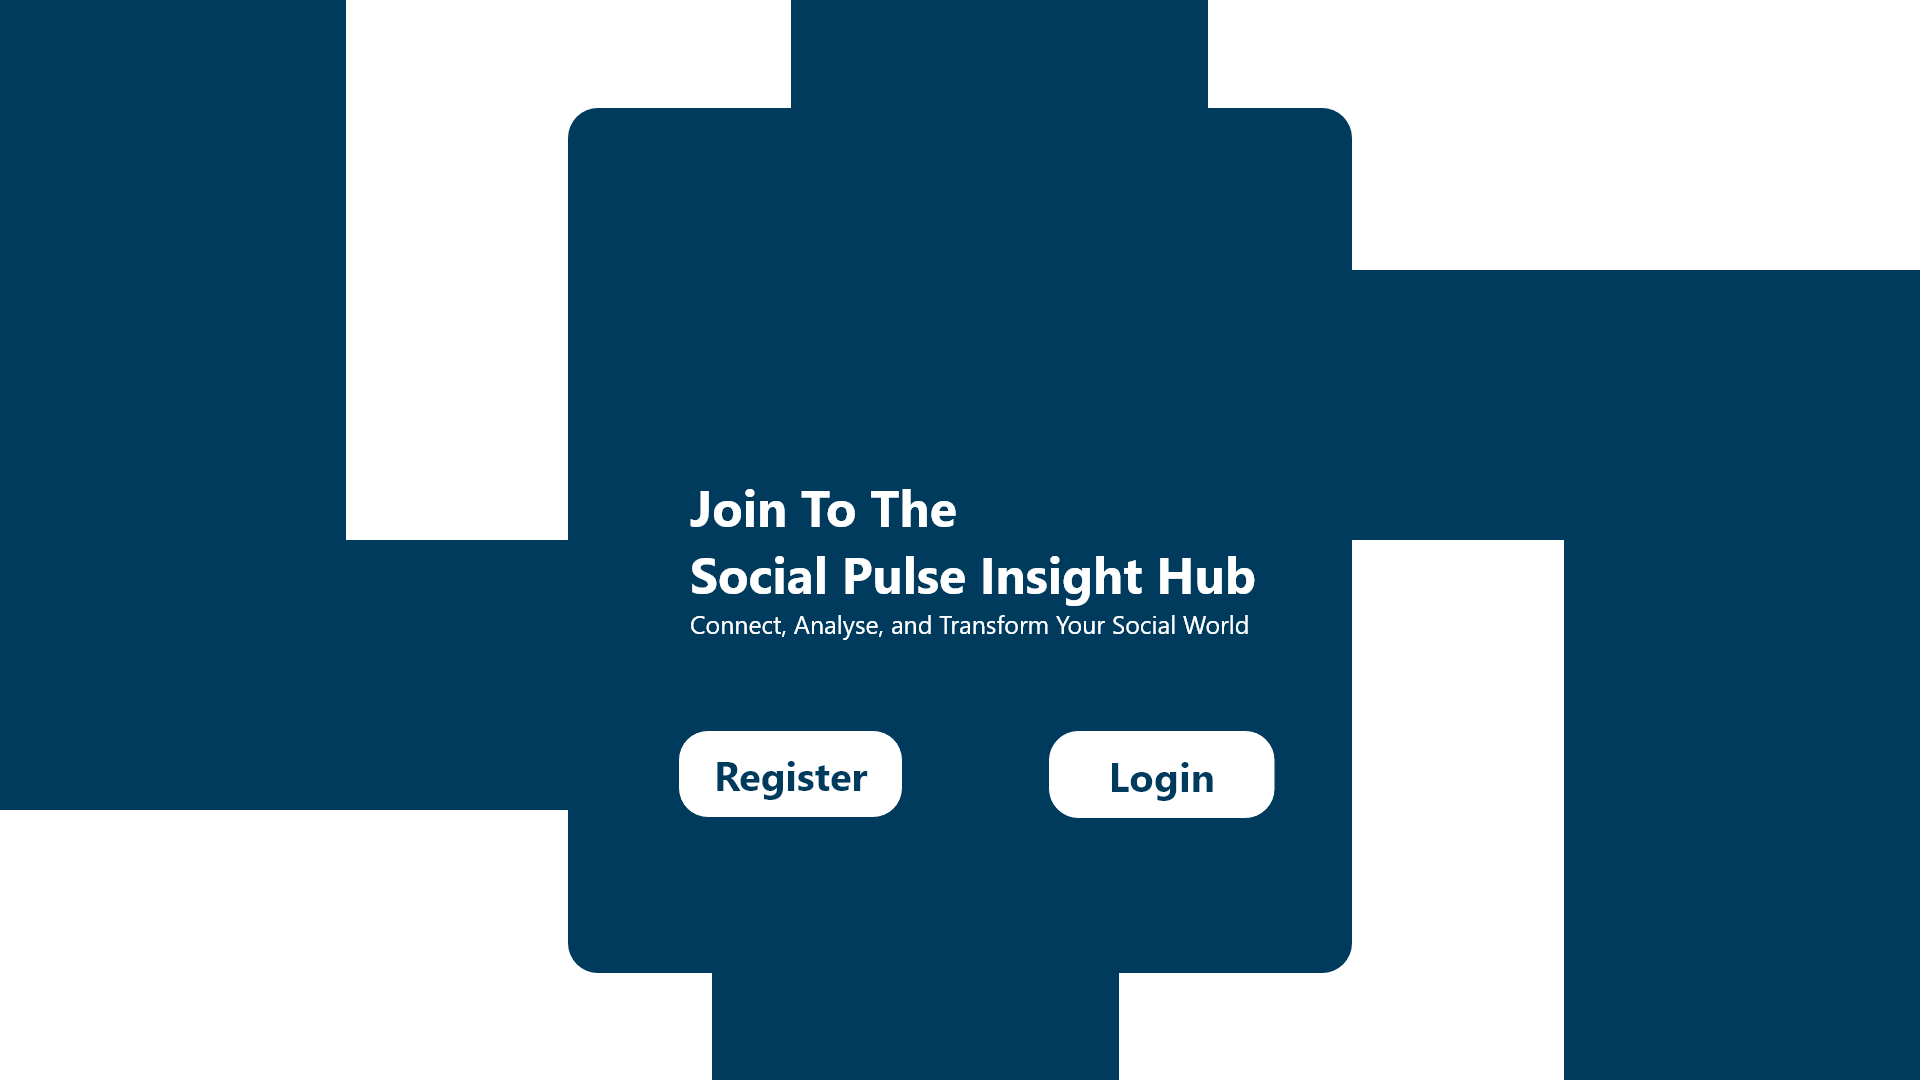 Join To The
Social Pulse Insight Hub
Connect, Analyse, and Transform Your Social World
Register
Login